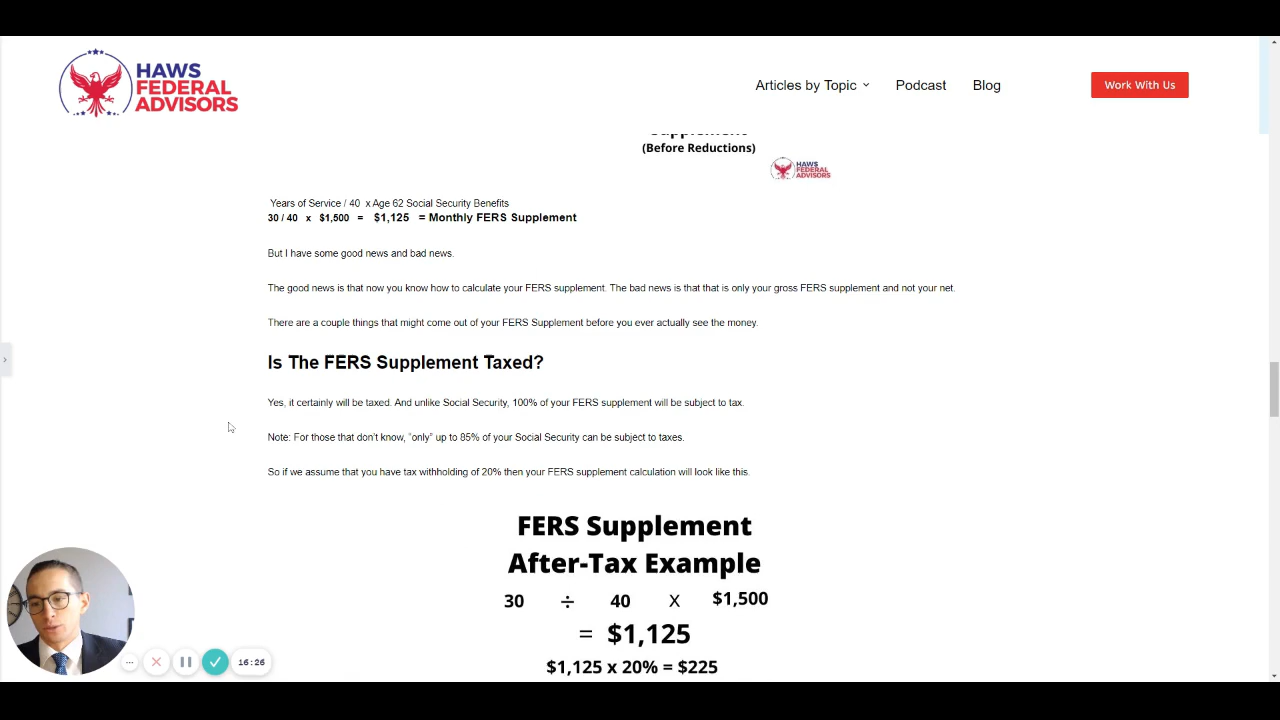 HAWS
FEDERAL
ADVISORS
Articles by Topic
Podcast
Blog
Work With Us
Supplement
(Before Reductions)
HAWS
FEDERAL
ADVISORS
Years of Service / 40 x Age 62 Social Security Benefits
30 / 40 x $1,500 = $1,125 = Monthly FERS Supplement
But I have some good news and bad news.
The good news is that now you know how to calculate your FERS supplement. The bad news is that that is only your gross FERS supplement and not your net.
There are a couple things that might come out of your FERS Supplement before you ever actually see the money.
Is The FERS Supplement Taxed?
Yes, it certainly will be taxed. And unlike Social Security, 100% of your FERS supplement will be subject to tax.
Note: For those that don't know, "only" up to 85% of your Social Security can be subject to taxes.
So if we assume that you have tax withholding of 20% then your FERS supplement calculation will look like this.
FERS Supplement
After-Tax Example
30 ÷ 40 X $1,500
= $1,125
$1,125 x 20% = $225
16:26